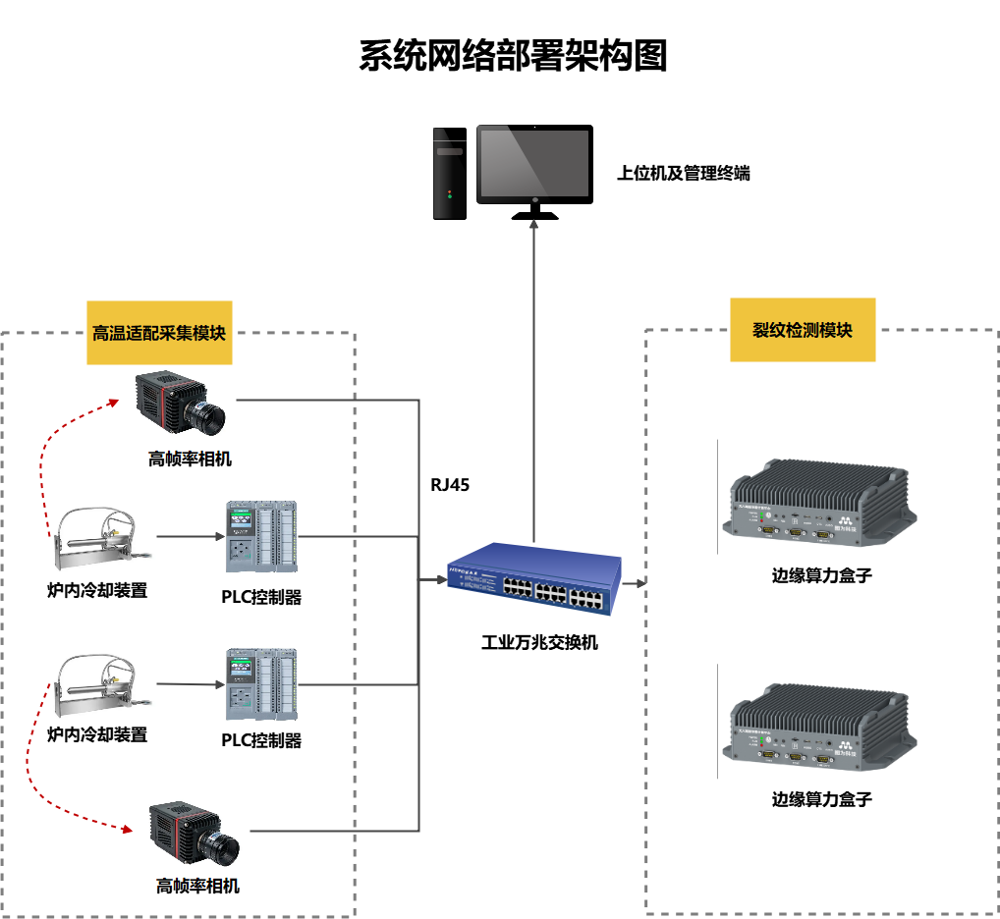 系统网络部署架构图
上位机及管理终端
高温适配采集模块
裂纹检测模块
高帧率相机
RJ45
炉内冷却装置
PLC控制器
边缘算力盒子
工业万兆交换机
炉内冷却装置
PLC控制器
边缘算力盒子
高帧率相机